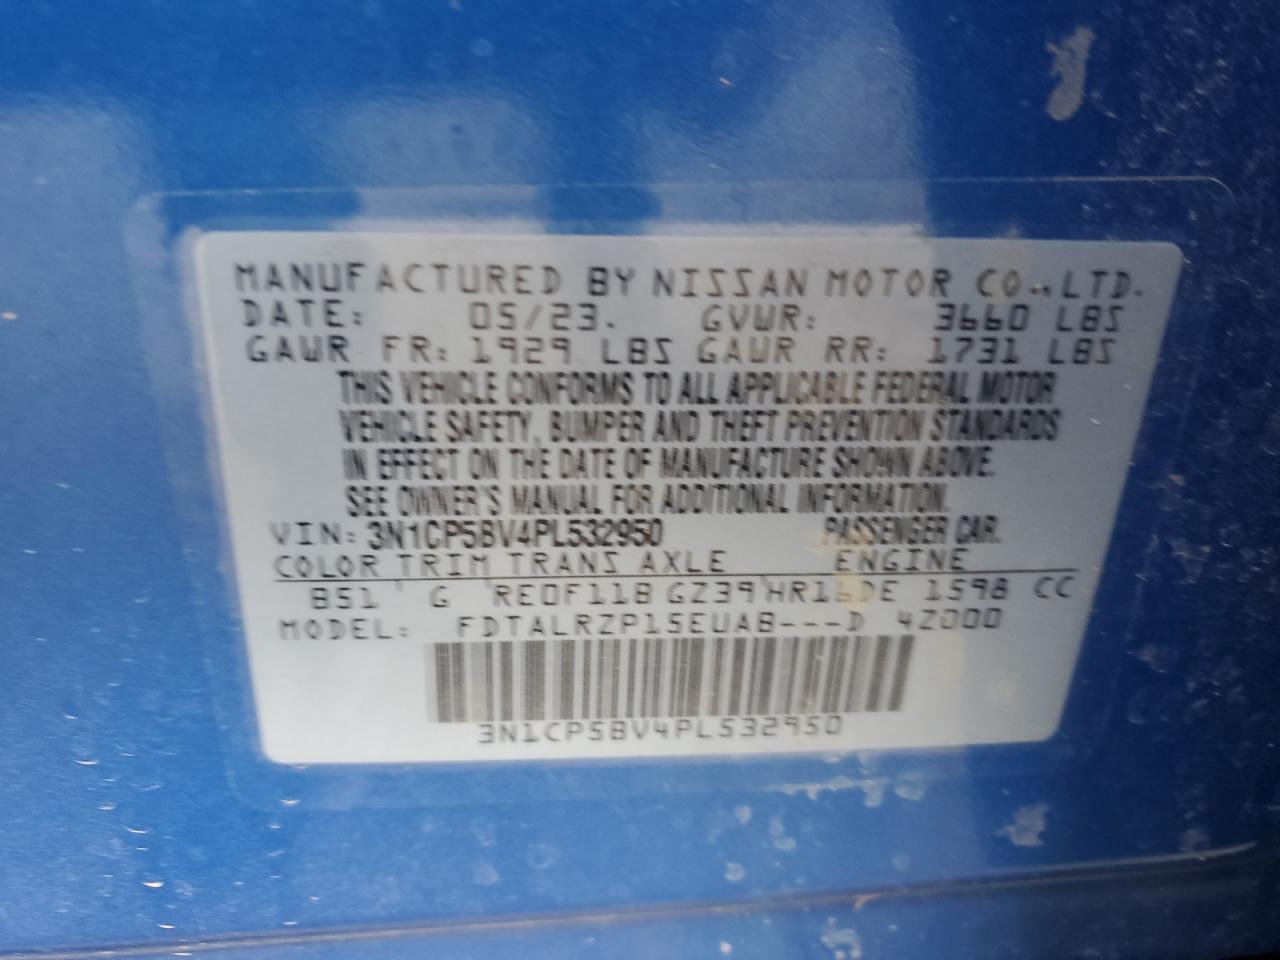 MANUFACTURED BY NISSAN MOTOR CO.,LTD.
DATE: 05/23. GVWR: 3660 LBS
GAWR FR: 1929 LBS GAWR RR: 1731 LBS
THIS VEHICLE CONFORMS TO ALL APPLICABLE FEDERAL MOTOR
VEHICLE SAFETY, BUMPER AND THEFT PREVENTION STANDARDS
IN EFFECT ON THE DATE OF MANUFACTURE SHOWN ABOVE.
SEE OWNER'S MANUAL FOR ADDITIONAL INFORMATION.
VIN: 3N1CP5BV4PL532950 PASSENGER CAR.
COLOR TRIM TRANS AXLE ENGINE
B51 G RE0F11B GZ39 HR16DE 1598 CC
MODEL: FDTALRZP15EUAB---D 42000
3N1CP5BV4PL532950